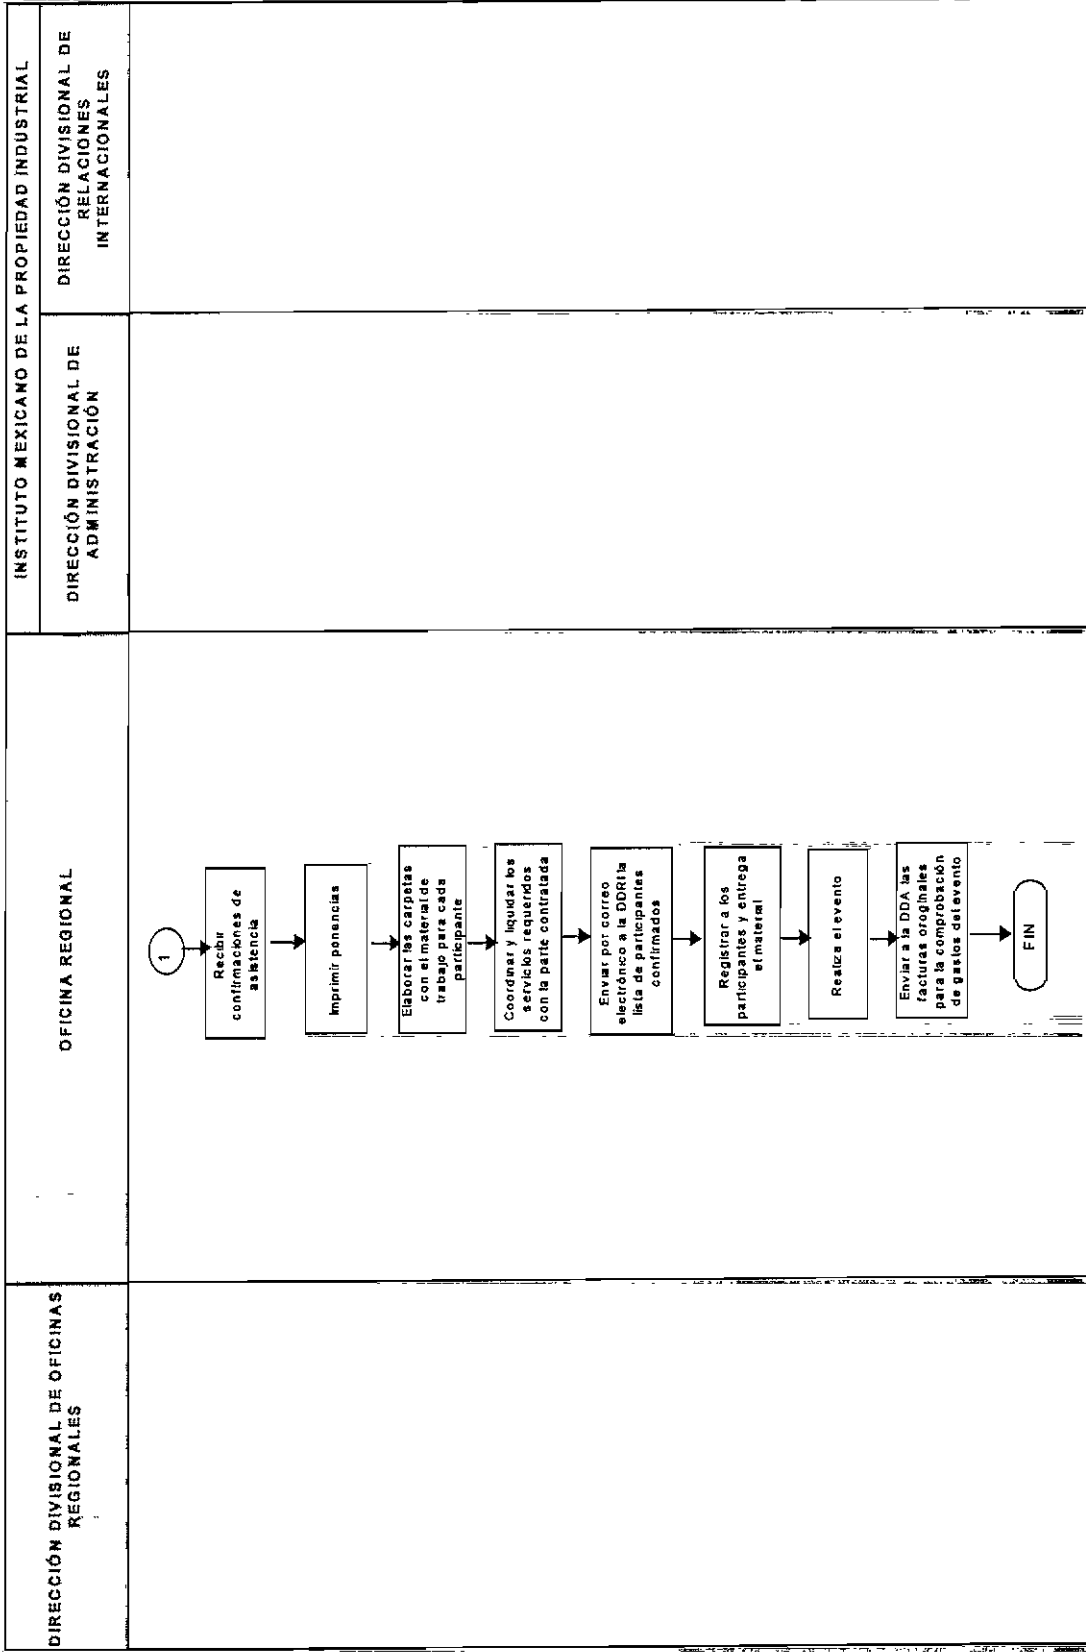 INSTITUTO MEXICANO DE LA PROPIEDAD INDUSTRIAL
DIRECCIÓN DIVISIONAL DE OFICINAS
REGIONALES
OFICINA REGIONAL
DIRECCIÓN DIVISIONAL DE
ADMINISTRACIÓN
DIRECCIÓN DIVISIONAL DE
RELACIONES
INTERNACIONALES
1
Recibir
confirmaciones de
asistencia
Imprimir ponencias
Elaborar las carpetas
con el material de
trabajo para cada
participante
Coordinar y liquidar los
servicios requeridos
con la parte contratada
Enviar por correo
electrónico a la DDRI la
lista de participantes
confirmados
Registrar a los
participantes y entrega
el material
Realiza el evento
Enviar a la DDA las
facturas oroginales
para la comprobación
de gastos del evento
FIN